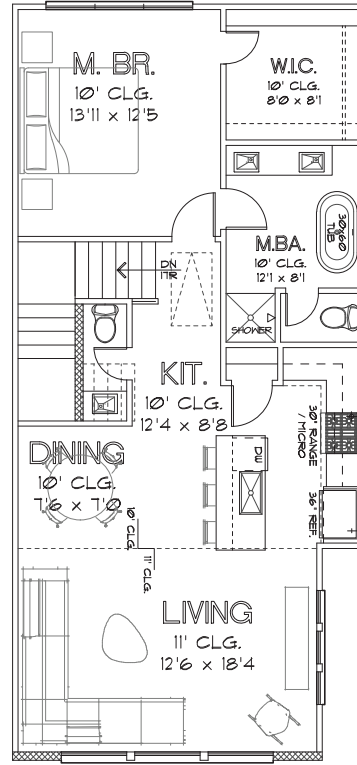 M. BR.
10' CLG.
13'11 x 12'5
W.I.C.
10' CLG.
8'0 x 8'1
M.BA.
10' CLG.
12'1 x 8'1
30x60
TUB
DN
17R
SHOWER
KIT.
10' CLG.
12'4 x 8'8
30" RANGE
/ MICRO
DINING
10' CLG.
7'6 x 7'0
DW
36" REF.
10' CLG.
11' CLG.
LIVING
11' CLG.
12'6 x 18'4